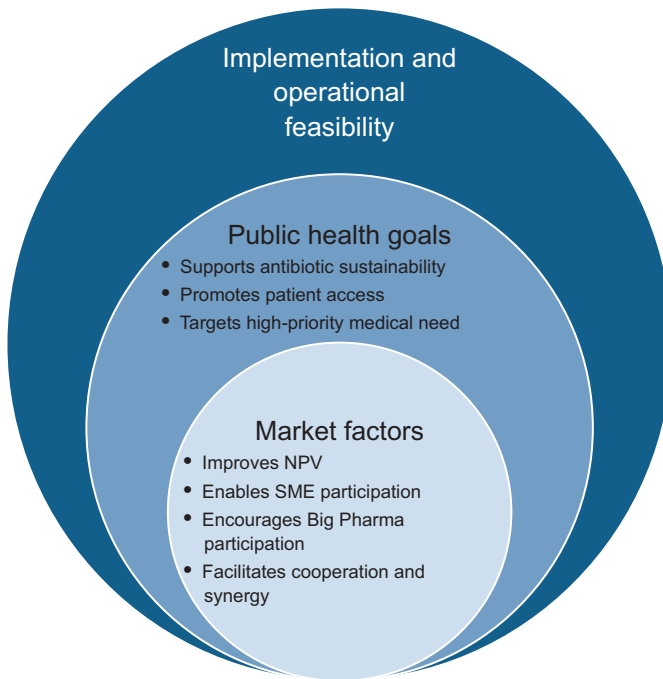 Implementation and
operational
feasibility
Public health goals
• Supports antibiotic sustainability
• Promotes patient access
• Targets high-priority medical need
Market factors
• Improves NPV
• Enables SME participation
• Encourages Big Pharma
participation
• Facilitates cooperation and
synergy